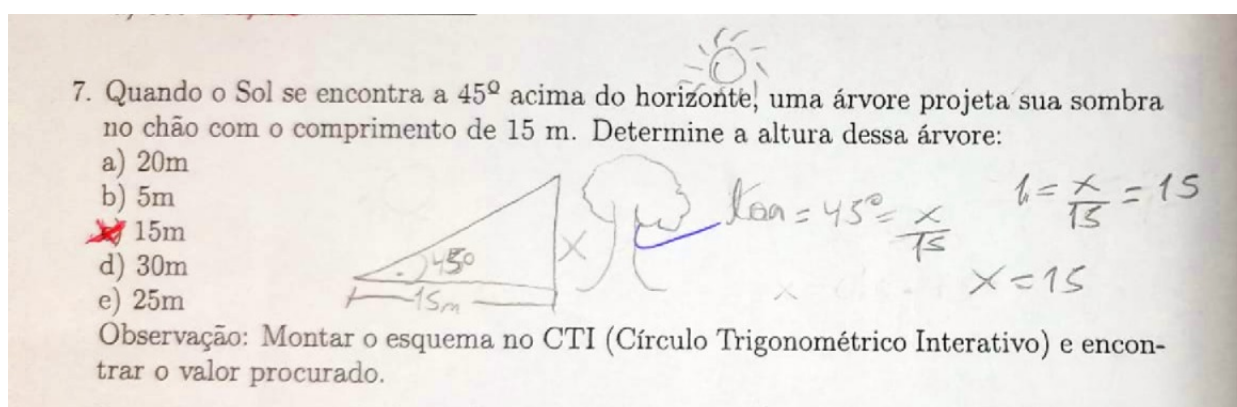 7. Quando o Sol se encontra a 45º acima do horizonte, uma árvore projeta sua sombra
no chão com o comprimento de 15 m. Determine a altura dessa árvore:
a) 20m
b) 5m
15m
d) 30m
e) 25m
45º
15m
X
tan = 45º = x/15
1 = x/15 = 15
X = 15
Observação: Montar o esquema no CTI (Círculo Trigonométrico Interativo) e encon-
trar o valor procurado.